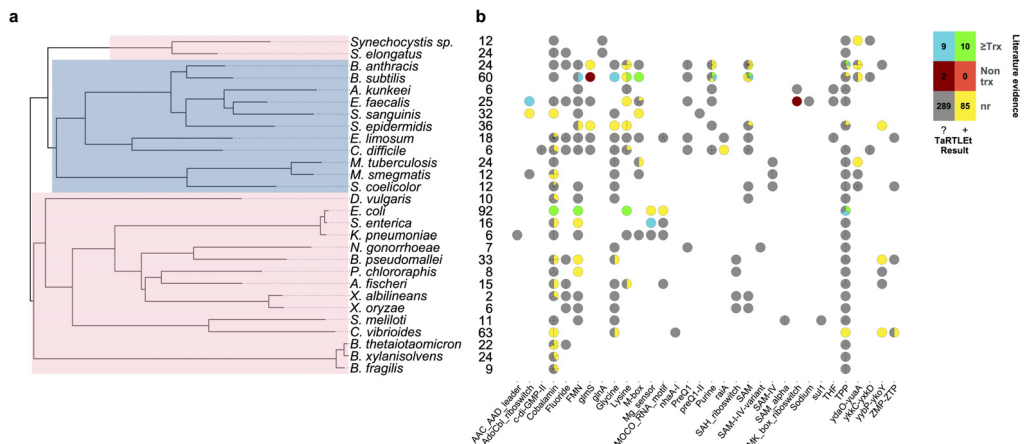 a
b
Synechocystis sp. 12
S. elongatus 24
B. anthracis 24
B. subtilis 60
A. kunkeei 6
E. faecalis 25
S. sanguinis 32
S. epidermidis 36
E. limosum 18
C. difficile 6
M. tuberculosis 24
M. smegmatis 12
S. coelicolor 12
D. vulgaris 10
E. coli 92
S. enterica 16
K. pneumoniae 6
N. gonorrhoeae 7
B. pseudomallei 33
P. chlororaphis 8
A. fischeri 15
X. albilineans 2
X. oryzae 6
S. meliloti 11
C. vibrioides 63
B. thetaiotaomicron 22
B. xylanisolvens 24
B. fragilis 9
9 10 ≥Trx
2 0 Non trx
289 85 nr
? +
TaRTLEt
Result
Literature evidence
AAC_AAD_leader
AdoCbl_riboswitch
c-di-GMP-II
Cobalamin
Fluoride
FMN
glmS
glnA
Glycine
Lysine
M-box
Mg_sensor
MOCO_RNA_motif
nhaA-I
PreQ1
preQ1-II
Purine
raiA
SAH_riboswitch
SAM
SAM-I-IV-variant
SAM-IV
SAM_alpha
MK_box_riboswitch
Sodium
sul1
THF
TPP
ydaO-yuaA
ykkC-yxkD
yybP-ykoY
ZMP-ZTP